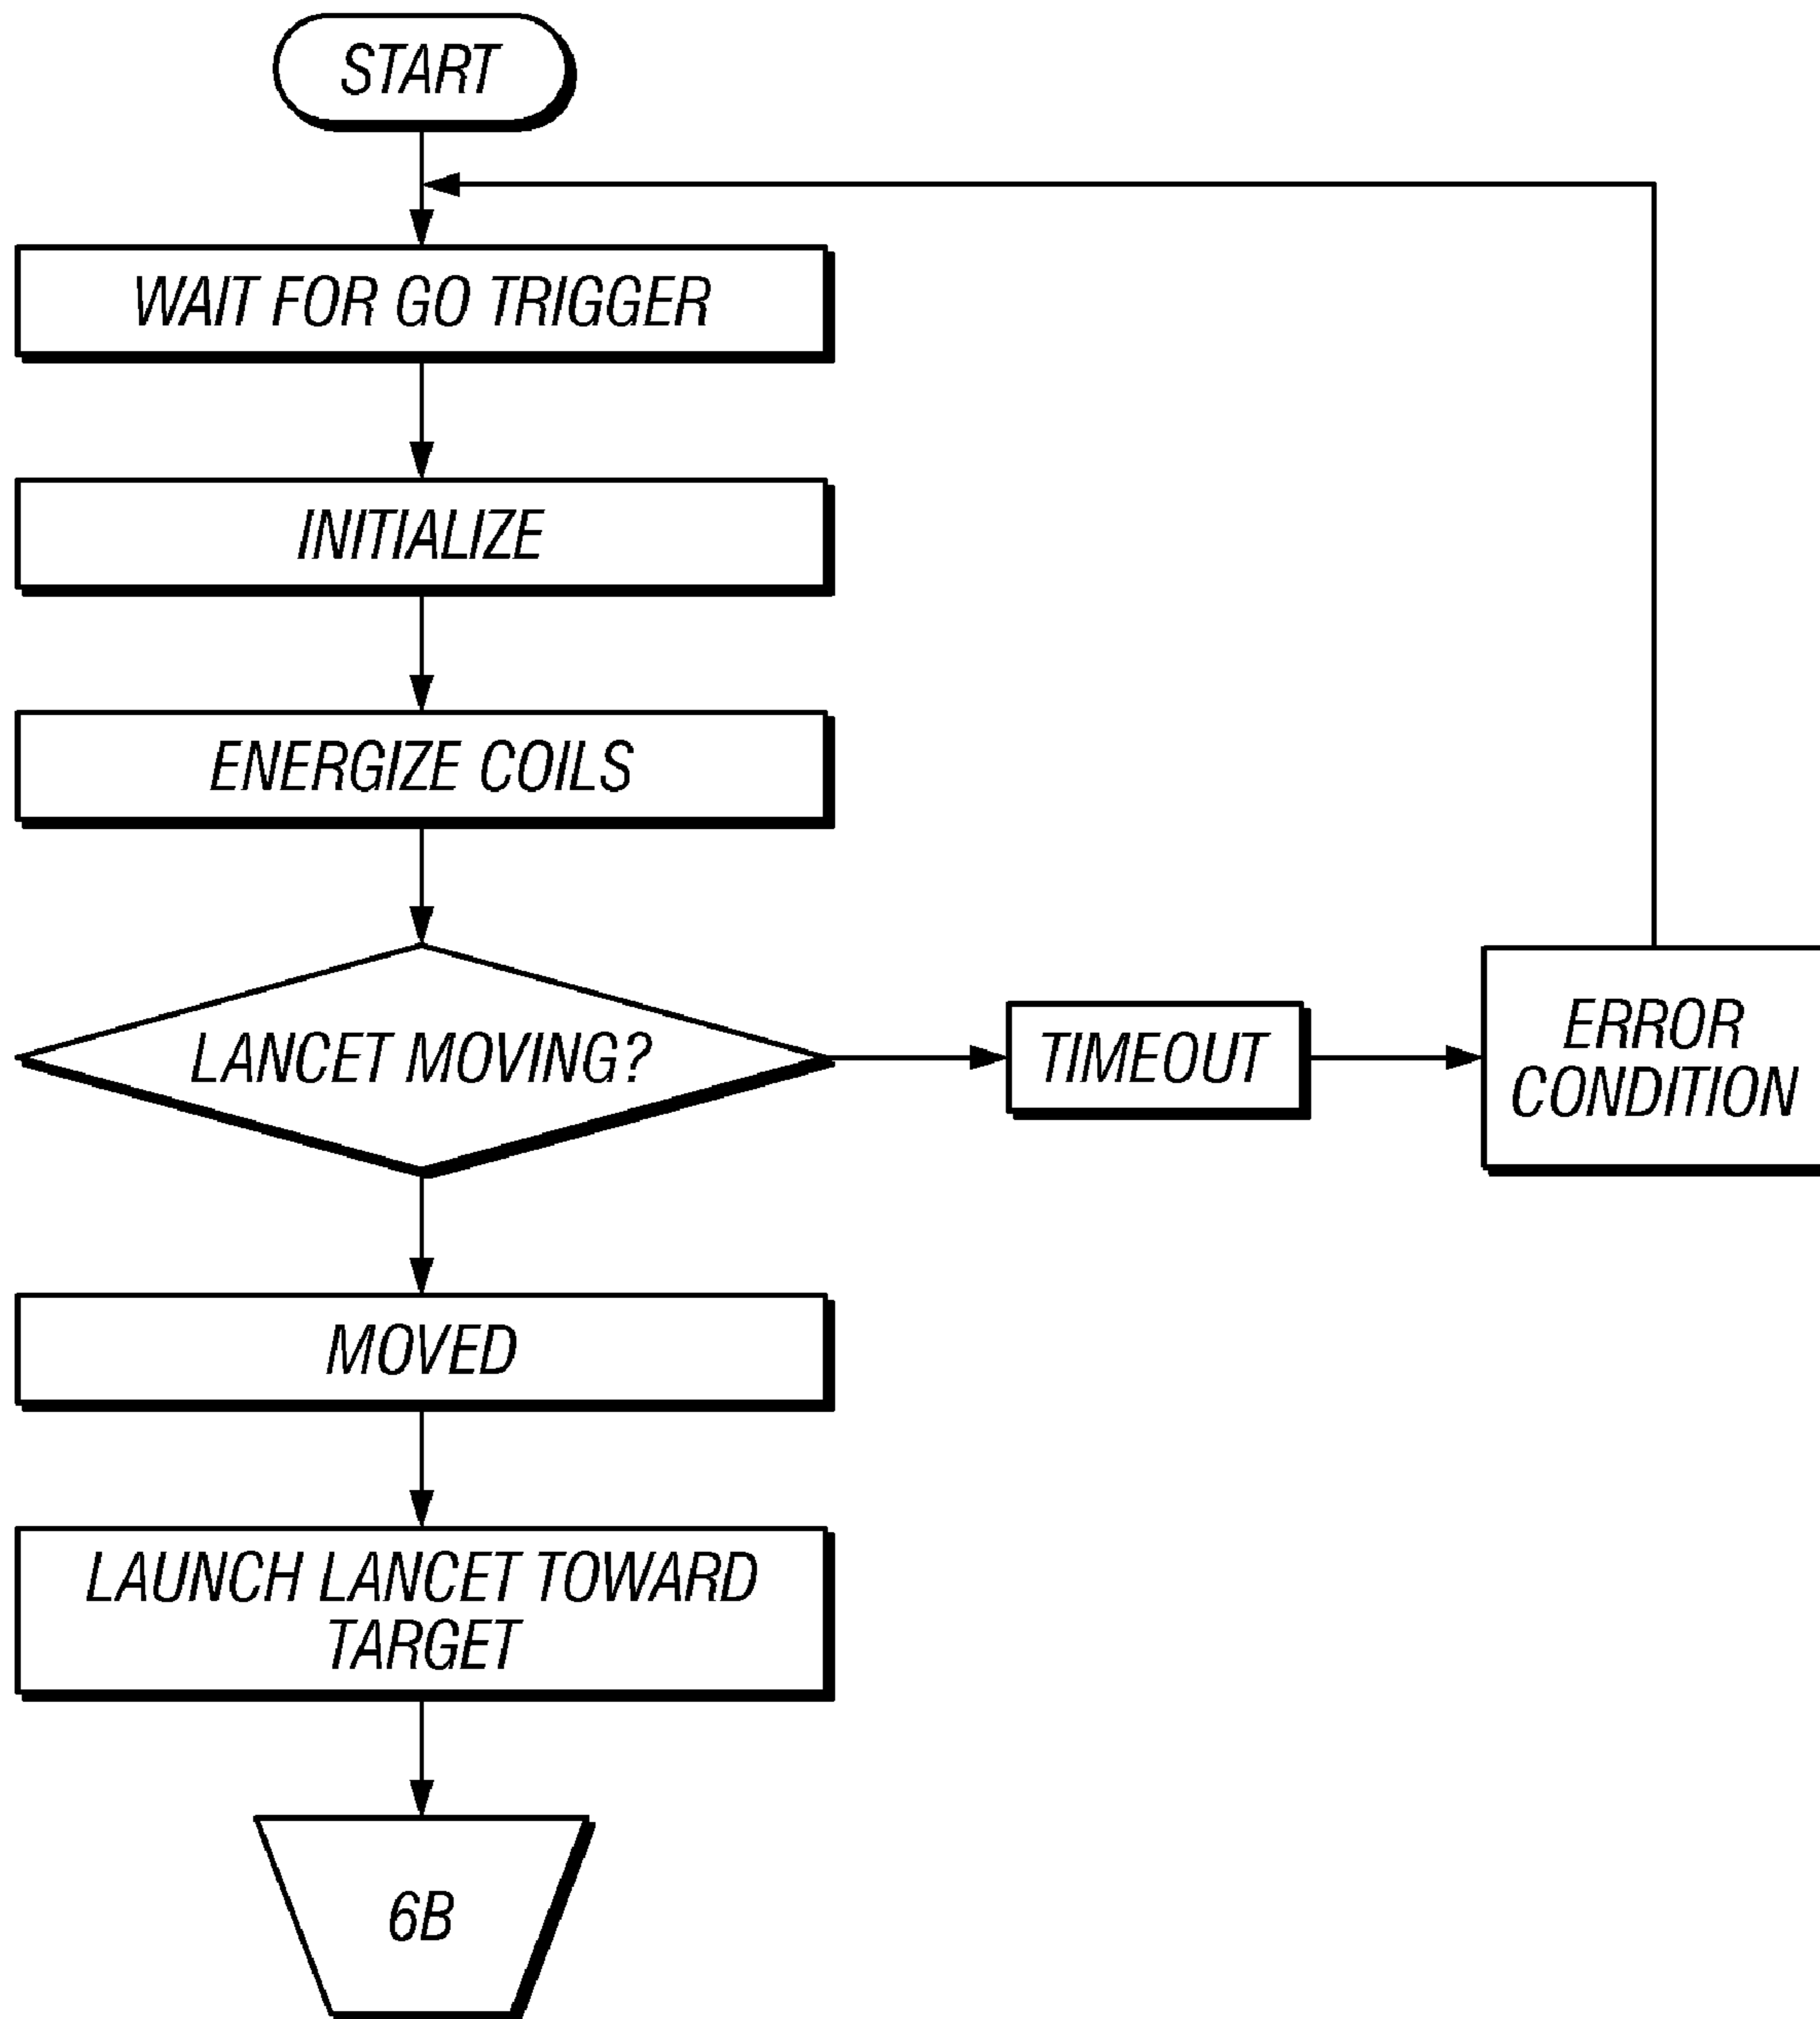 START
WAIT FOR GO TRIGGER
INITIALIZE
ENERGIZE COILS
LANCET MOVING?
TIMEOUT
ERROR
CONDITION
MOVED
LAUNCH LANCET TOWARD
TARGET
6B